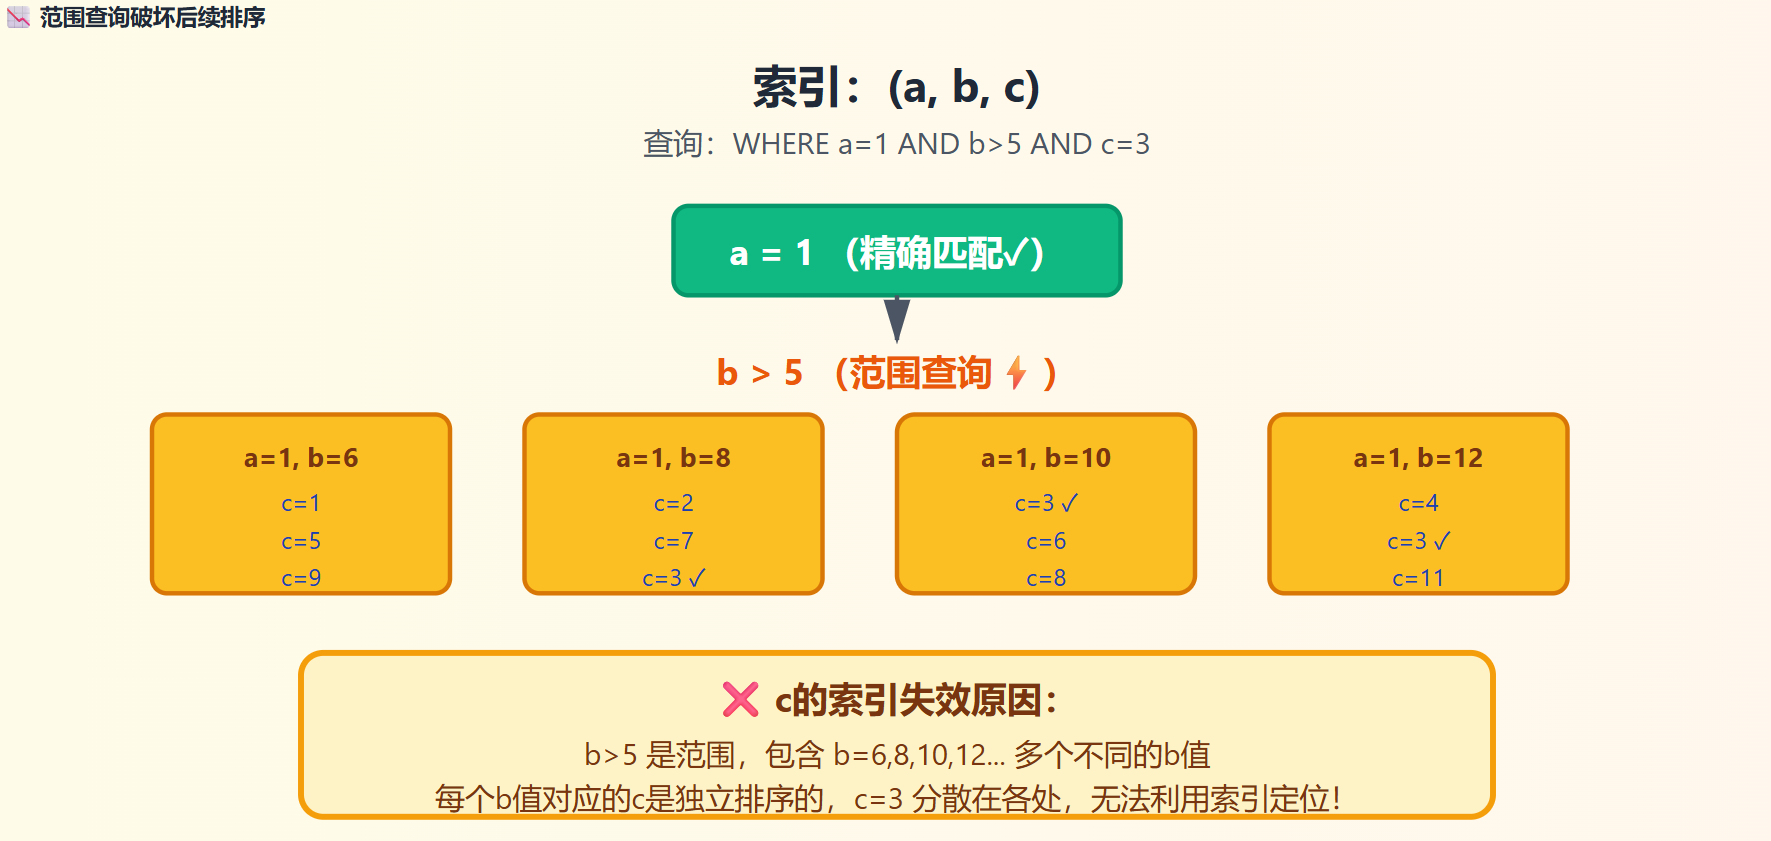 📉 范围查询破坏后续排序
索引：(a, b, c)
查询：WHERE a=1 AND b>5 AND c=3
a = 1 （精确匹配✓）
b > 5 （范围查询⚡）
a=1, b=6
c=1
c=5
c=9
a=1, b=8
c=2
c=7
c=3 ✓
a=1, b=10
c=3 ✓
c=6
c=8
a=1, b=12
c=4
c=3 ✓
c=11
❌ c的索引失效原因：
b>5 是范围，包含 b=6,8,10,12... 多个不同的b值
每个b值对应的c是独立排序的，c=3 分散在各处，无法利用索引定位！